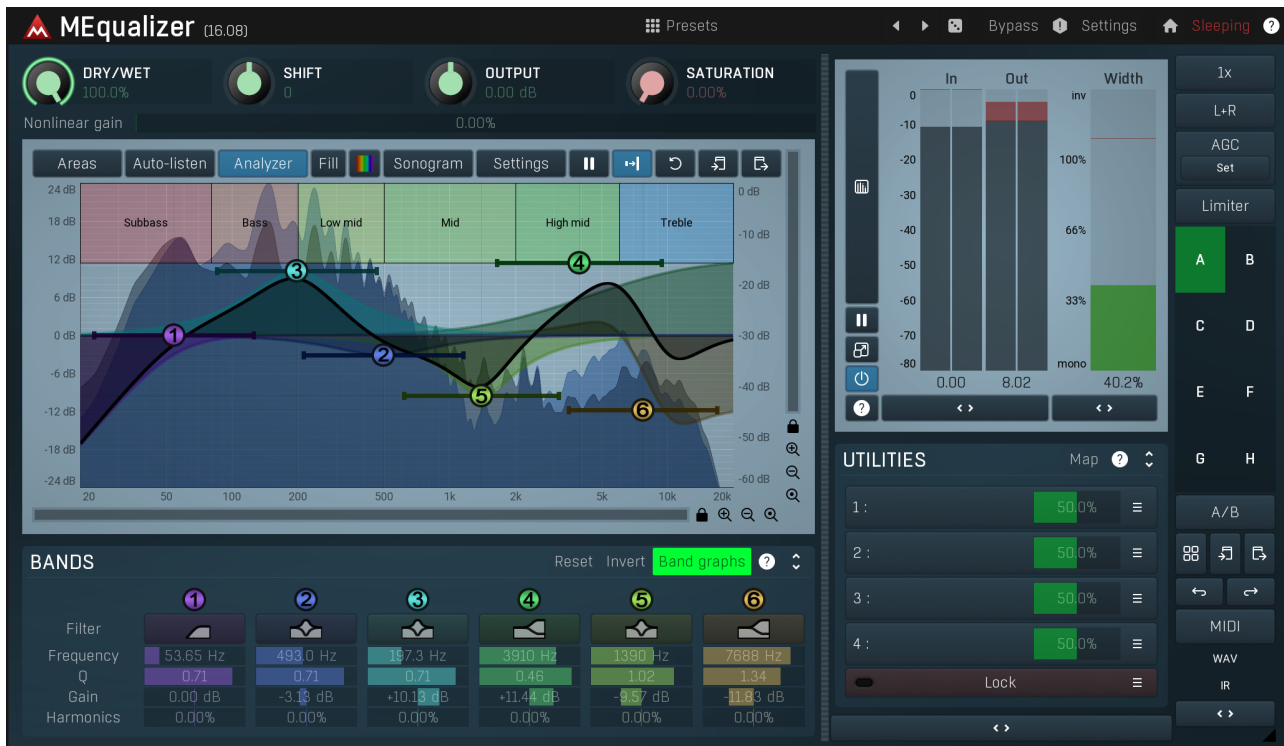 MEqualizer (16.08) Presets Bypass Settings Sleeping ?
DRY/WET SHIFT OUTPUT SATURATION
100.0% 0 0.00 dB 0.00%
Nonlinear gain 0.00%
Areas Auto-listen Analyzer Fill Sonogram Settings
24 dB 0 dB
18 dB Subbass Bass Low mid Mid High mid Treble
-10 dB
12 dB 4
3 -20 dB
6 dB
0 dB 1 -30 dB
2
-6 dB 5 -40 dB
-12 dB 6
-18 dB -50 dB
-24 dB -60 dB
20 50 100 200 500 1k 2k 5k 10k 20k
BANDS Reset Invert Band graphs ?
1 2 3 4 5 6
Filter
Frequency 53.65 Hz 493.0 Hz 197.3 Hz 3910 Hz 1390 Hz 7688 Hz
Q 0.71 0.71 0.71 0.46 1.02 1.34
Gain 0.00 dB -3.13 dB +10.13 dB +11.44 dB -9.57 dB -11.83 dB
Harmonics 0.00% 0.00% 0.00% 0.00% 0.00% 0.00%
In Out Width
0 inv
-10
-20 100%
-30
-40 66%
-50
-60 33%
-70
-80 mono
0.00 8.02 40.2%
?
UTILITIES Map ?
1 : 50.0%
2 : 50.0%
3 : 50.0%
4 : 50.0%
Lock
1x
L+R
AGC
Set
Limiter
A B
C D
E F
G H
A/B
MIDI
WAV
IR